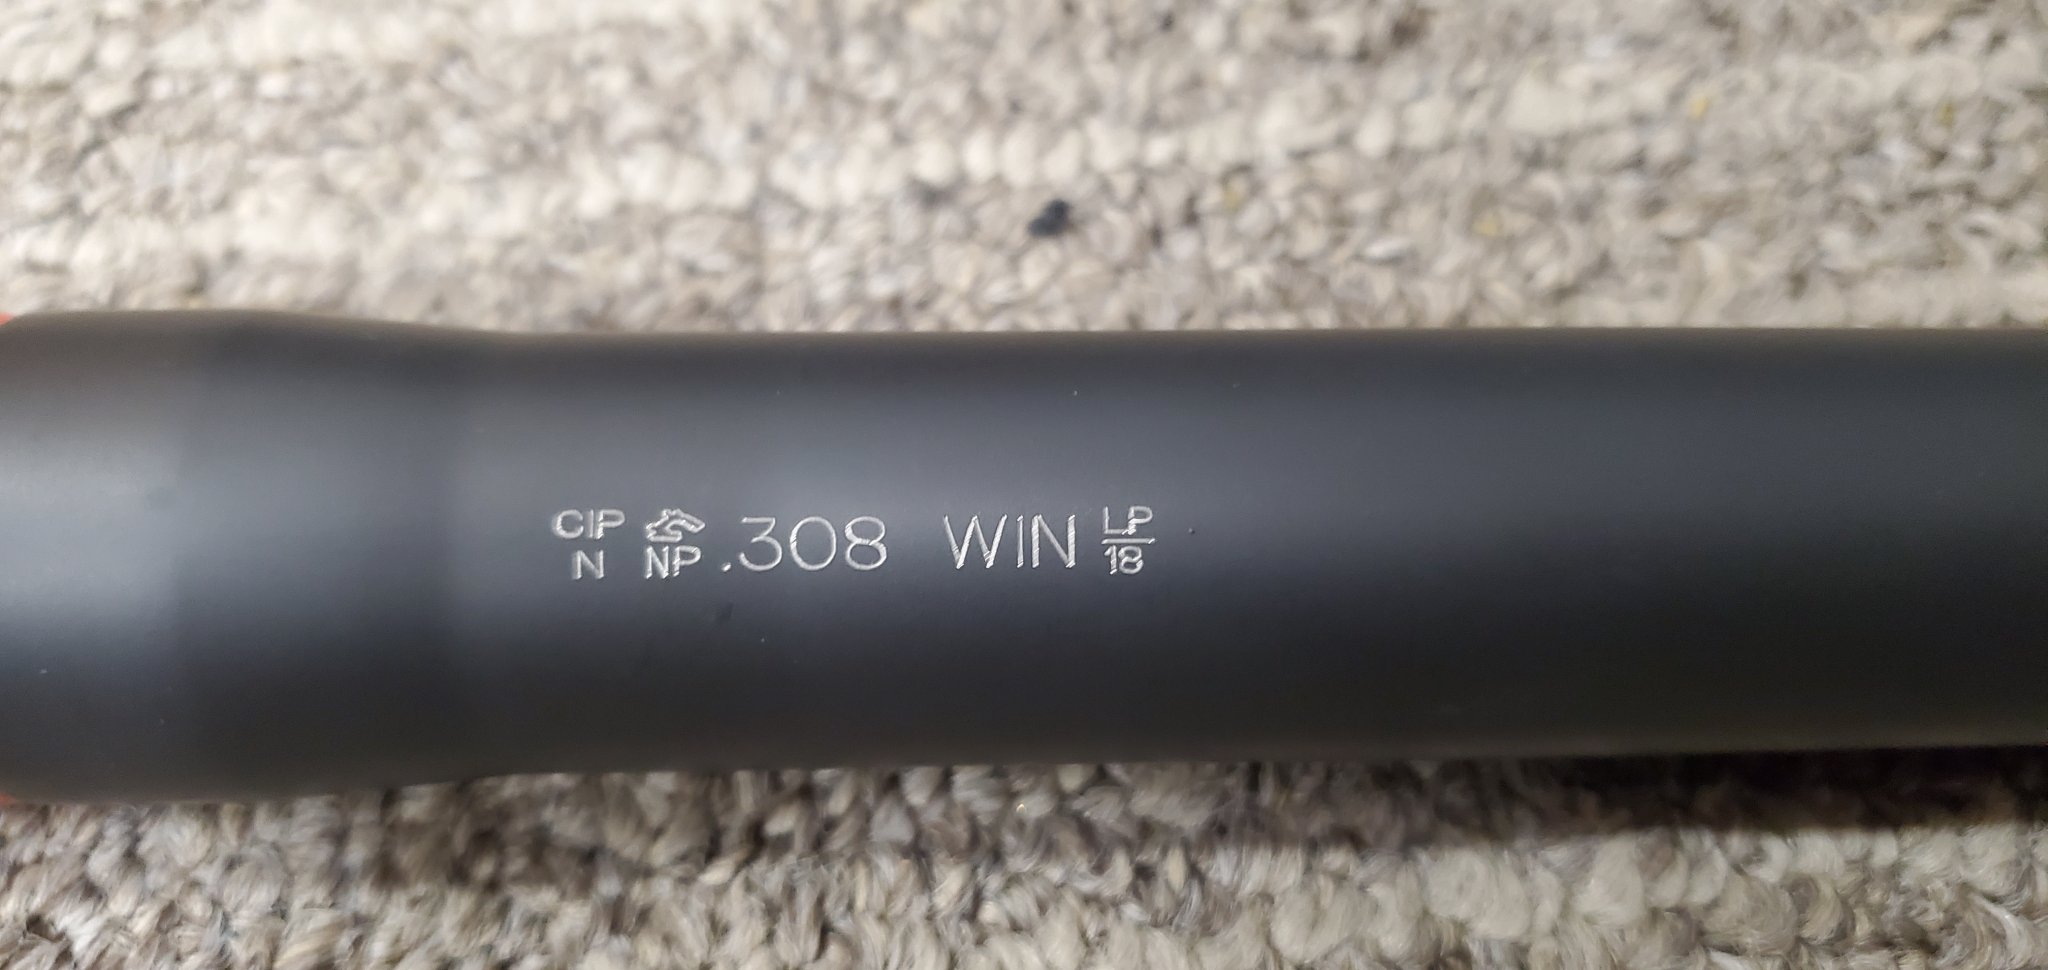 CIP N NP .308 WIN LP 18